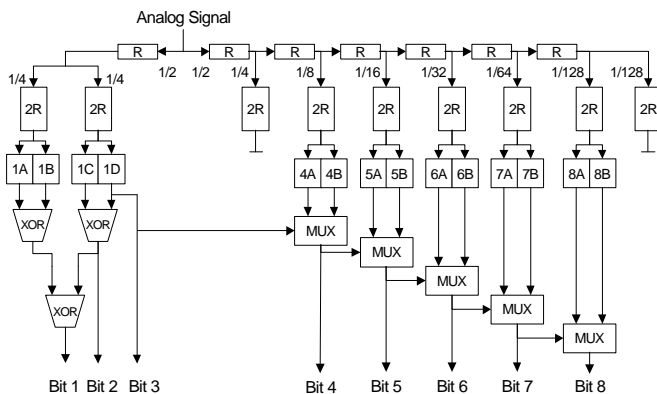 Analog Signal
R R R R R R R
1/2 1/2 1/4 1/8 1/16 1/32 1/64 1/128 1/128
1/4 1/4
2R 2R 2R 2R 2R 2R 2R 2R 2R
1A 1B 1C 1D 4A 4B 5A 5B 6A 6B 7A 7B 8A 8B
XOR XOR MUX
MUX
MUX
XOR MUX
MUX
Bit 1 Bit 2 Bit 3 Bit 4 Bit 5 Bit 6 Bit 7 Bit 8